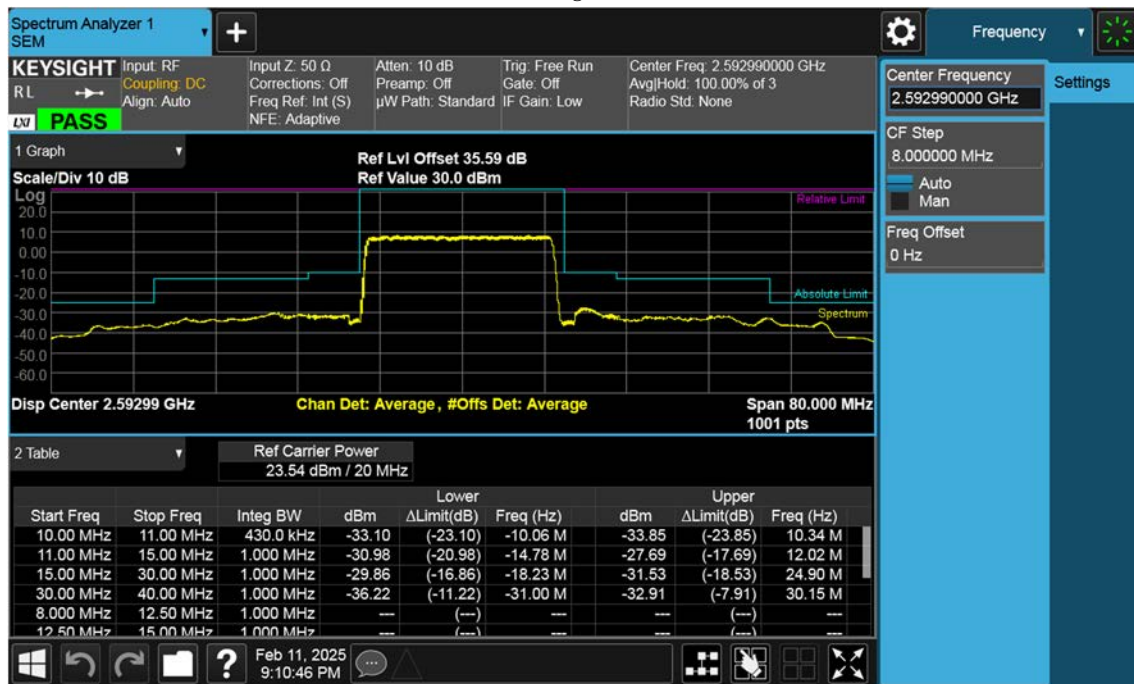 Spectrum Analyzer 1
SEM
Frequency
KEYSIGHT
RL
LXI
PASS
Input: RF
Coupling: DC
Align: Auto
Input Z: 50 Ω
Corrections: Off
Freq Ref: Int (S)
NFE: Adaptive
Atten: 10 dB
Preamp: Off
µW Path: Standard
Trig: Free Run
Gate: Off
IF Gain: Low
Center Freq: 2.592990000 GHz
Avg|Hold: 100.00% of 3
Radio Std: None
Center Frequency
2.592990000 GHz
Settings
CF Step
8.000000 MHz
Auto
Man
Freq Offset
0 Hz
1 Graph
Scale/Div 10 dB
Ref Lvl Offset 35.59 dB
Ref Value 30.0 dBm
Log
Relative Limit
20.0
10.0
0.00
-10.0
-20.0
Absolute Limit
-30.0
Spectrum
-40.0
-50.0
-60.0
Disp Center 2.59299 GHz
Chan Det: Average, #Offs Det: Average
Span 80.000 MHz
1001 pts
2 Table
Ref Carrier Power
23.54 dBm / 20 MHz
Lower Upper
Start Freq Stop Freq Integ BW dBm ΔLimit(dB) Freq (Hz) dBm ΔLimit(dB) Freq (Hz)
10.00 MHz 11.00 MHz 430.0 kHz -33.10 (-23.10) -10.06 M -33.85 (-23.85) 10.34 M
11.00 MHz 15.00 MHz 1.000 MHz -30.98 (-20.98) -14.78 M -27.69 (-17.69) 12.02 M
15.00 MHz 30.00 MHz 1.000 MHz -29.86 (-16.86) -18.23 M -31.53 (-18.53) 24.90 M
30.00 MHz 40.00 MHz 1.000 MHz -36.22 (-11.22) -31.00 M -32.91 (-7.91) 30.15 M
8.000 MHz 12.50 MHz 1.000 MHz --- (---) --- --- (---) ---
12.50 MHz 15.00 MHz 1.000 MHz --- (---) --- --- (---) ---
Feb 11, 2025
9:10:46 PM